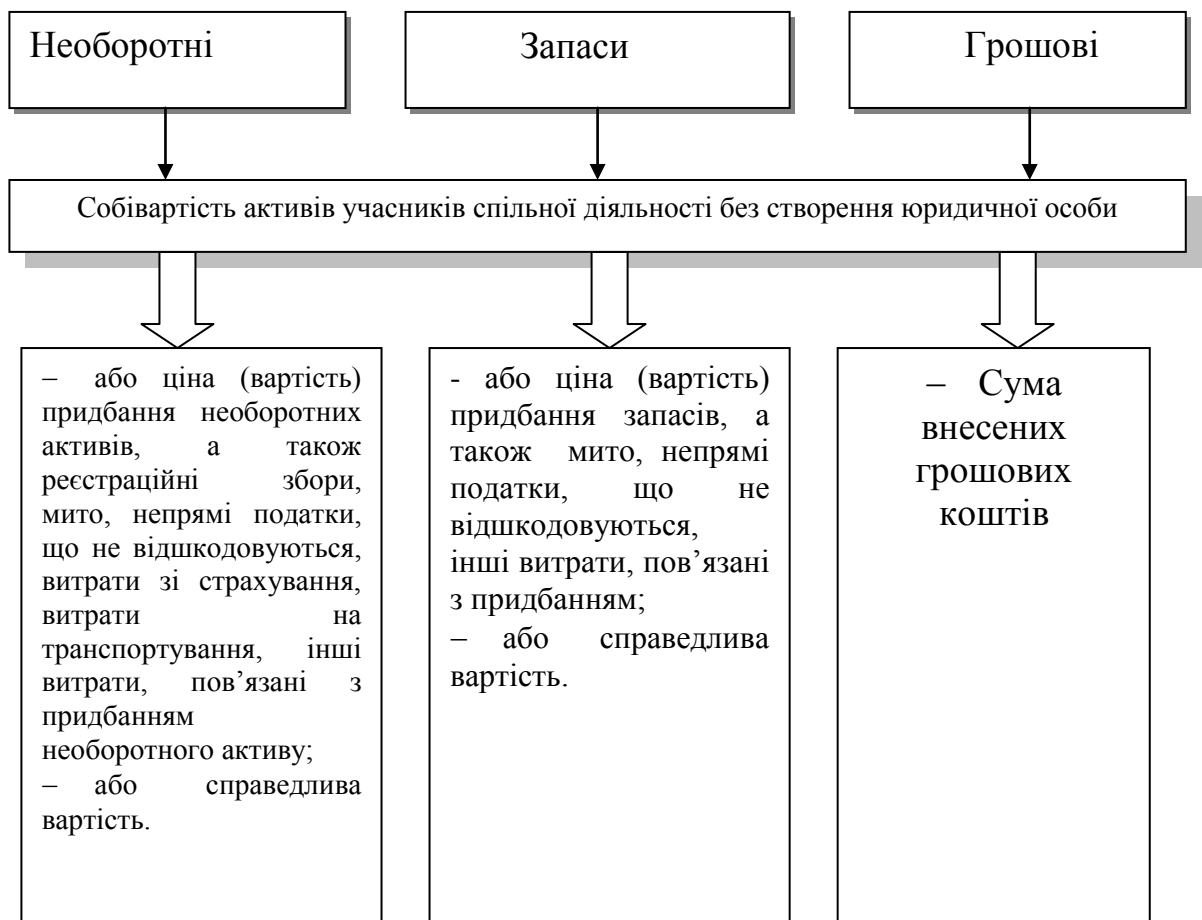 Необоротні
Запаси
Грошові
Собівартість активів учасників спільної діяльності без створення юридичної особи
– або ціна (вартість)
придбання необоротних
активів, а також
реєстраційні збори,
мито, непрямі податки,
що не відшкодовуються,
витрати зі страхування,
витрати на
транспортування, інші
витрати, пов’язані з
придбанням
необоротного активу;
– або справедлива
вартість.
- або ціна (вартість)
придбання запасів, а
також мито, непрямі
податки, що не
відшкодовуються,
інші витрати, пов’язані
з придбанням;
– або справедлива
вартість.
– Сума
внесених
грошових
коштів